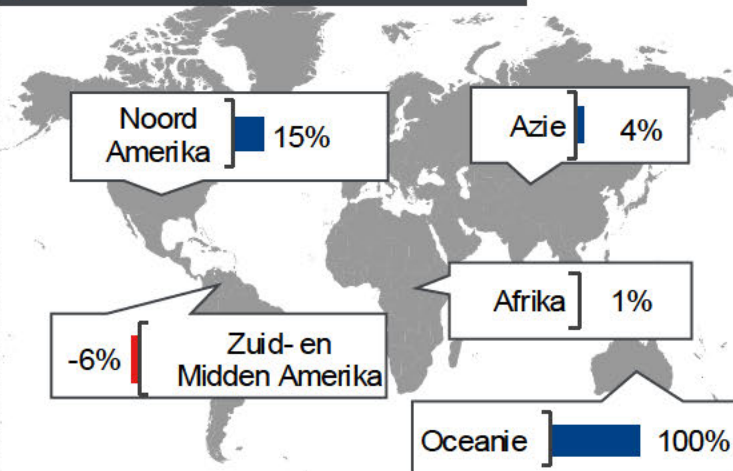 Noord
Amerika
15%
Azie
4%
Afrika
1%
-6%
Zuid- en
Midden Amerika
Oceanie
100%